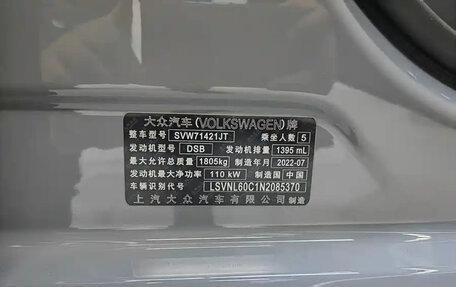 大众汽车(VOLKSWAGEN)牌
整车型号 SVW71421JT 乘坐人数 5
发动机型号 DSB 发动机排量 1395 mL
最大允许总质量 1805kg 制造年月 2022-07
发动机最大净功率 110 kW 制造国 中国
车辆识别代号 LSVNL60C1N2085370
上汽大众汽车有限公司 制造